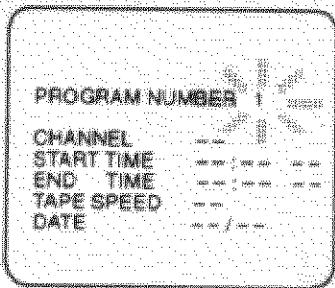 PROGRAM NUMBER 1
CHANNEL --
START TIME --:-- --
END TIME --:-- --
TAPE SPEED --
DATE --/--